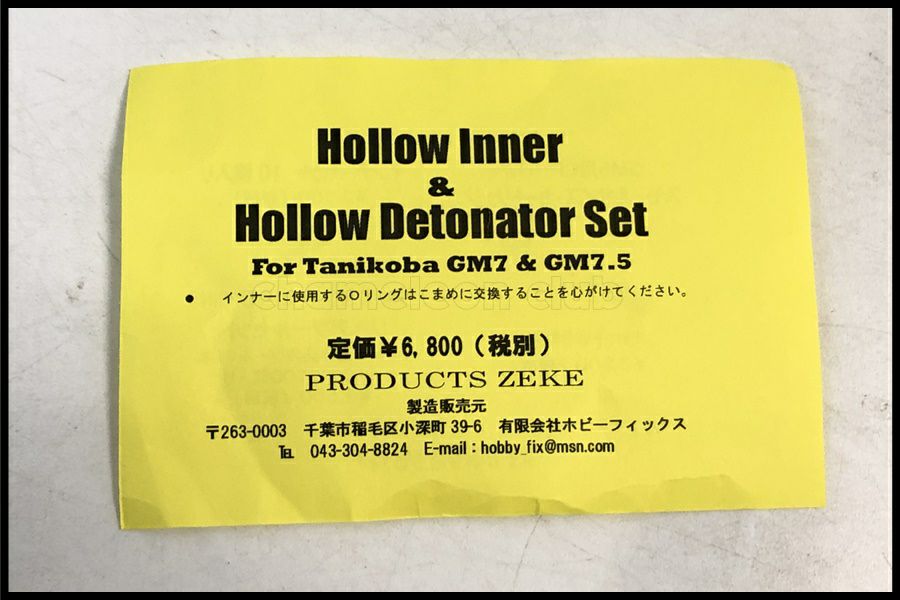 Hollow Inner
&
Hollow Detonator Set
For Tanikoba GM7 & GM7.5
● インナーに使用するOリングはこまめに交換することを心がけてください。
chameleon club
定価¥6,800（税別）
PRODUCTS ZEKE
製造販売元
〒263-0003 千葉市稲毛区小深町 39-6 有限会社ホビーフィックス
℡ 043-304-8824 E-mail：hobby_fix@msn.com